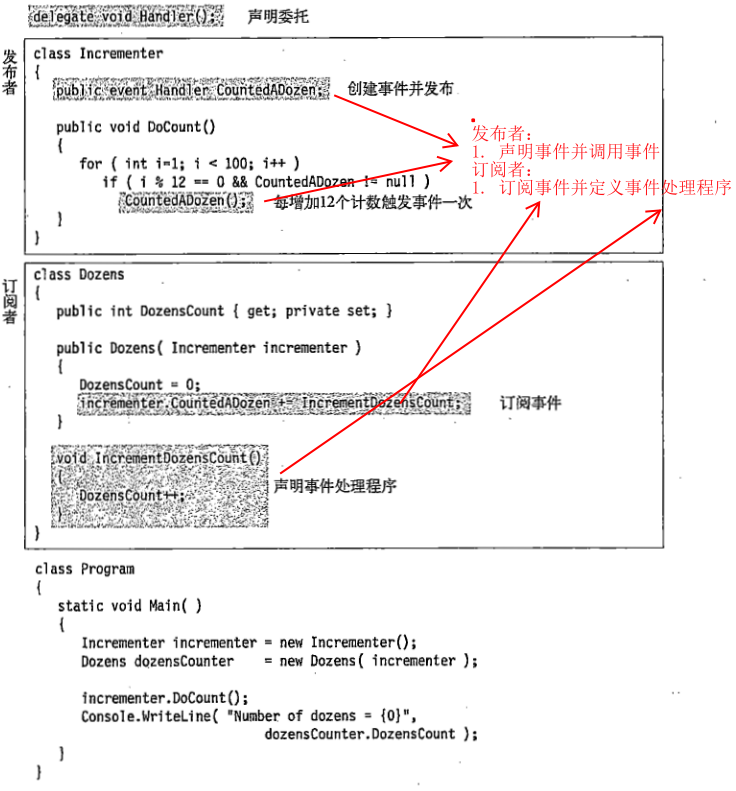 delegate void Handler(); 声明委托
发布者
class Incrementer
{
public event Handler CountedADozen; 创建事件并发布
public void DoCount()
{
for ( int i=1; i < 100; i++ )
if ( i % 12 == 0 && CountedADozen != null )
CountedADozen(); 每增加12个计数触发事件一次
}
}
发布者：
1. 声明事件并调用事件
订阅者：
1. 订阅事件并定义事件处理程序
订阅者
class Dozens
{
public int DozensCount { get; private set; }
public Dozens( Incrementer incrementer )
{
DozensCount = 0;
incrementer.CountedADozen += IncrementDozensCount; 订阅事件
}
void IncrementDozensCount()
{
DozensCount++; 声明事件处理程序
}
}
class Program
{
static void Main( )
{
Incrementer incrementer = new Incrementer();
Dozens dozensCounter = new Dozens( incrementer );
incrementer.DoCount();
Console.WriteLine( "Number of dozens = {0}",
dozensCounter.DozensCount );
}
}